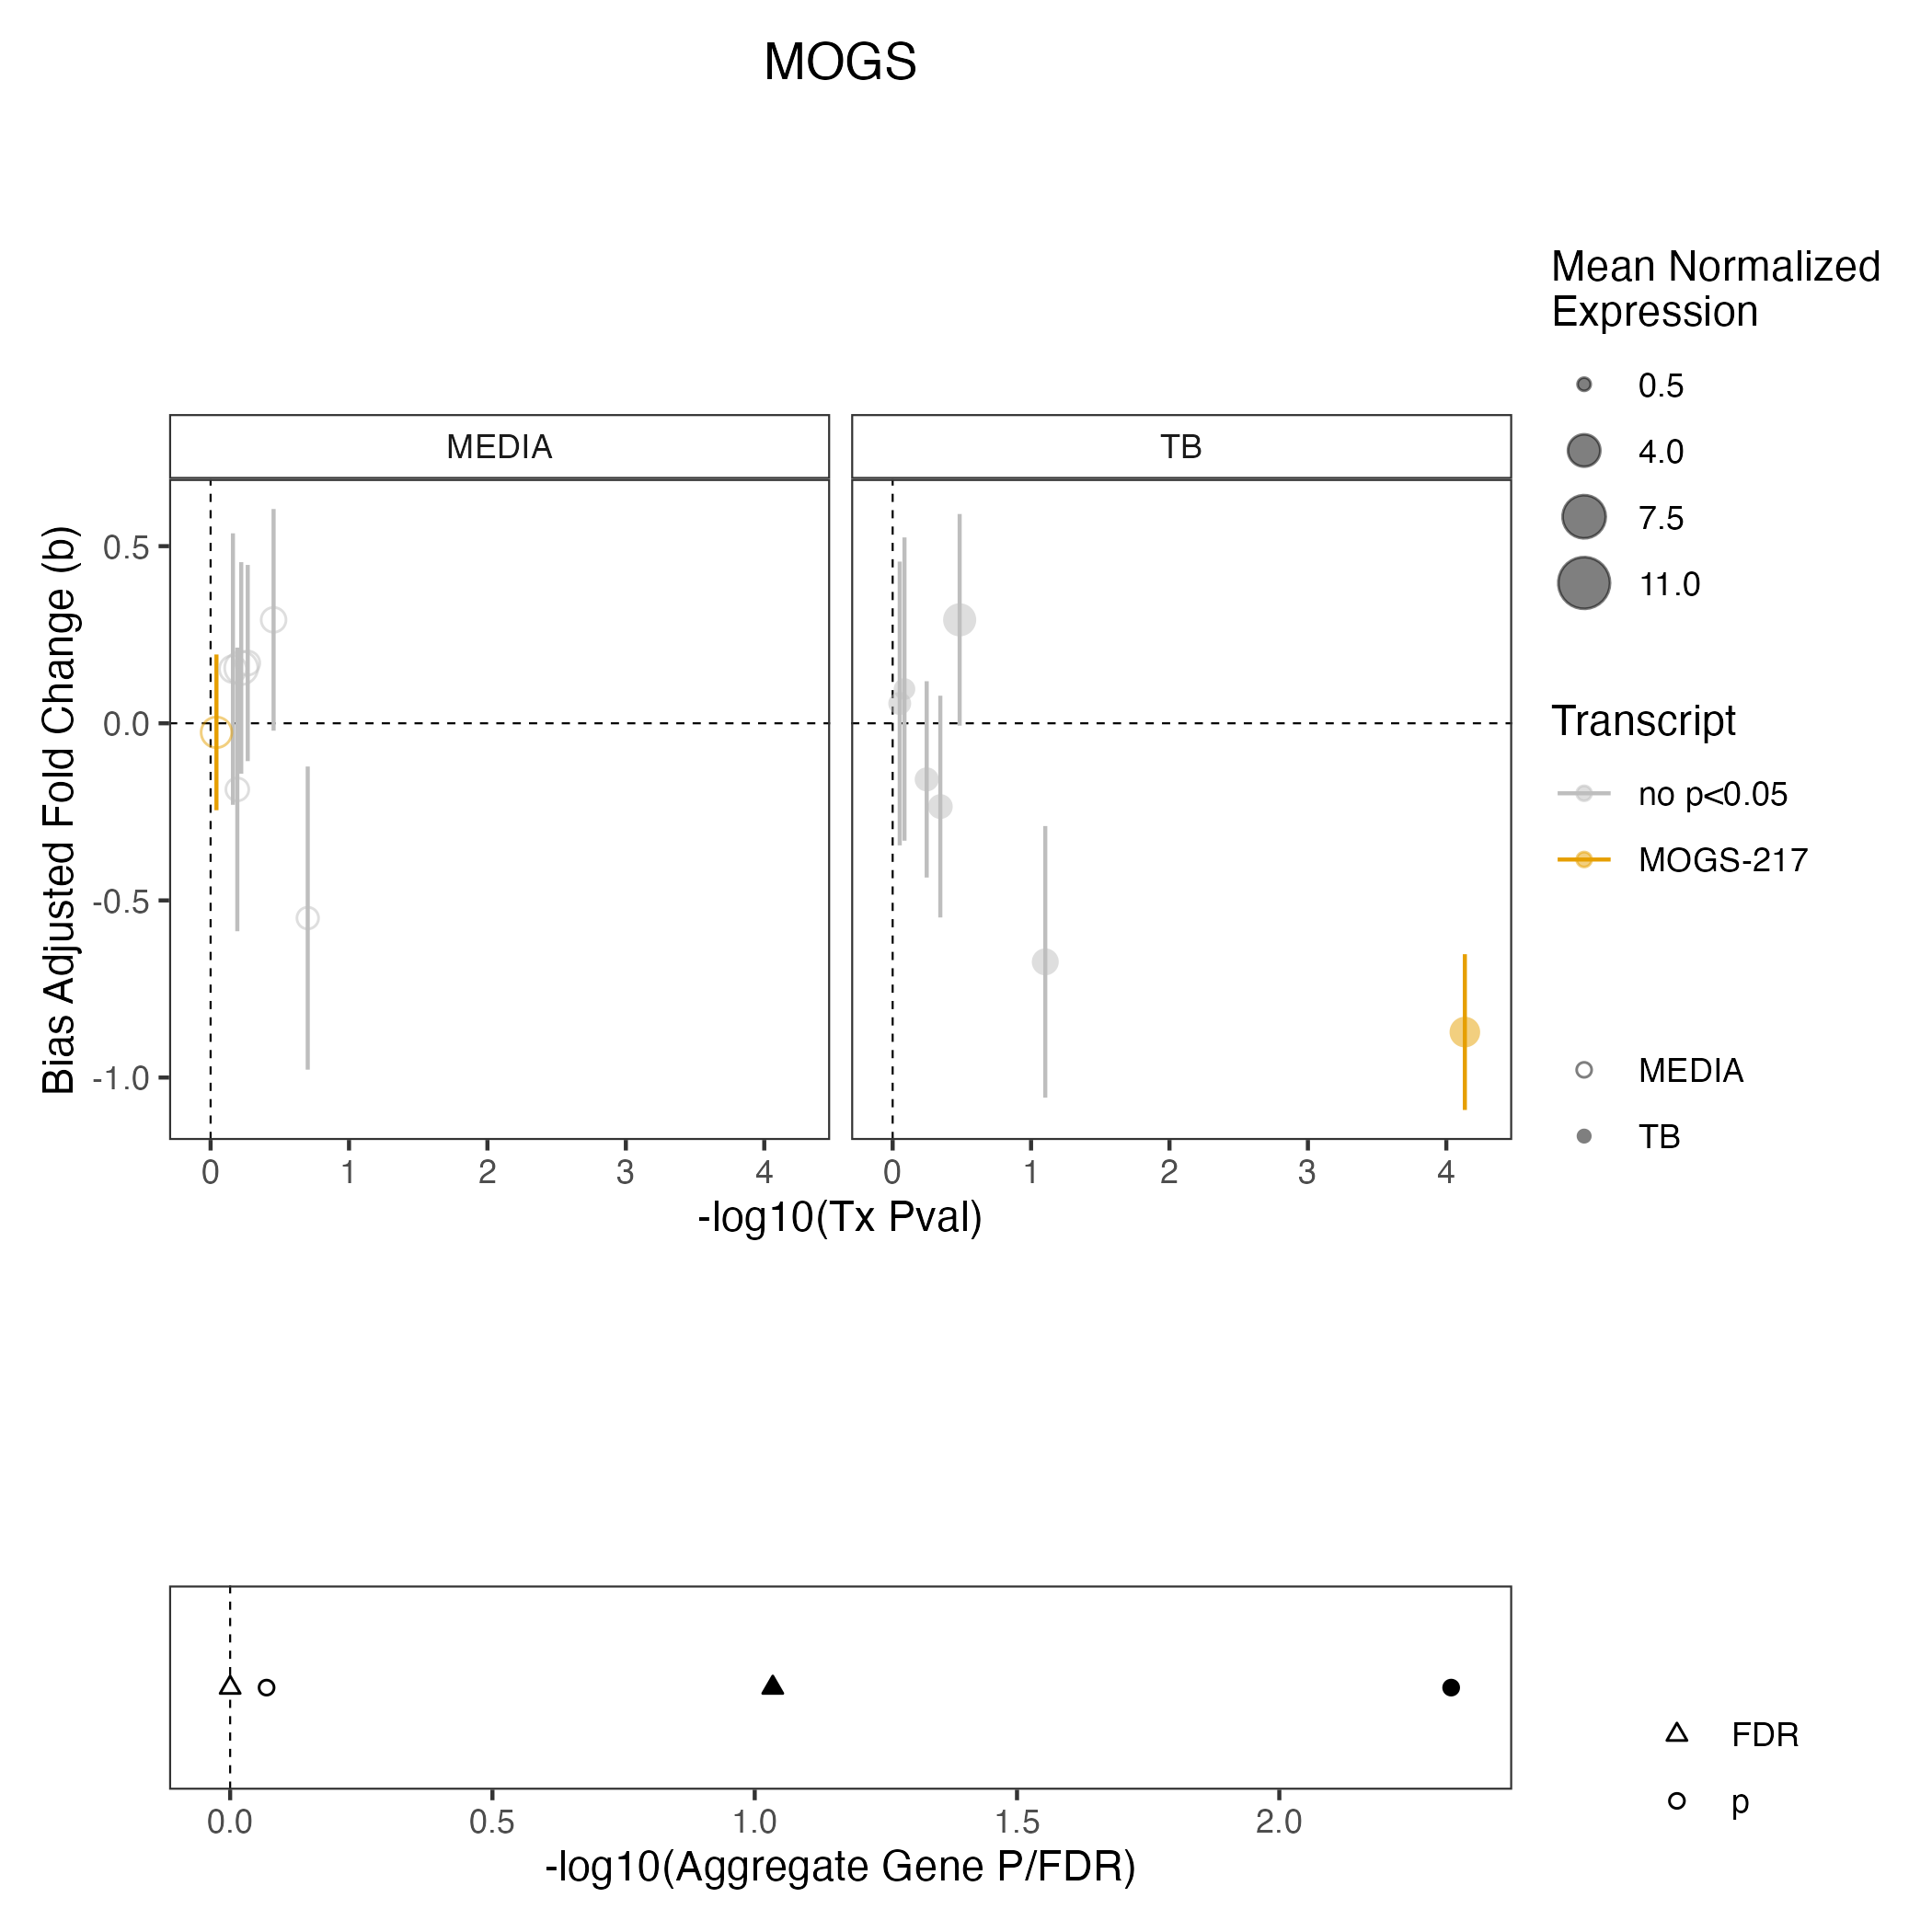 MOGS
MEDIA
TB
0.5
0.0
-0.5
-1.0
Bias Adjusted Fold Change (b)
0 1 2 3 4
0 1 2 3 4
-log10(Tx Pval)
Mean Normalized
Expression
0.5
4.0
7.5
11.0
Transcript
no p<0.05
MOGS-217
MEDIA
TB
0.0 0.5 1.0 1.5 2.0
-log10(Aggregate Gene P/FDR)
FDR
p